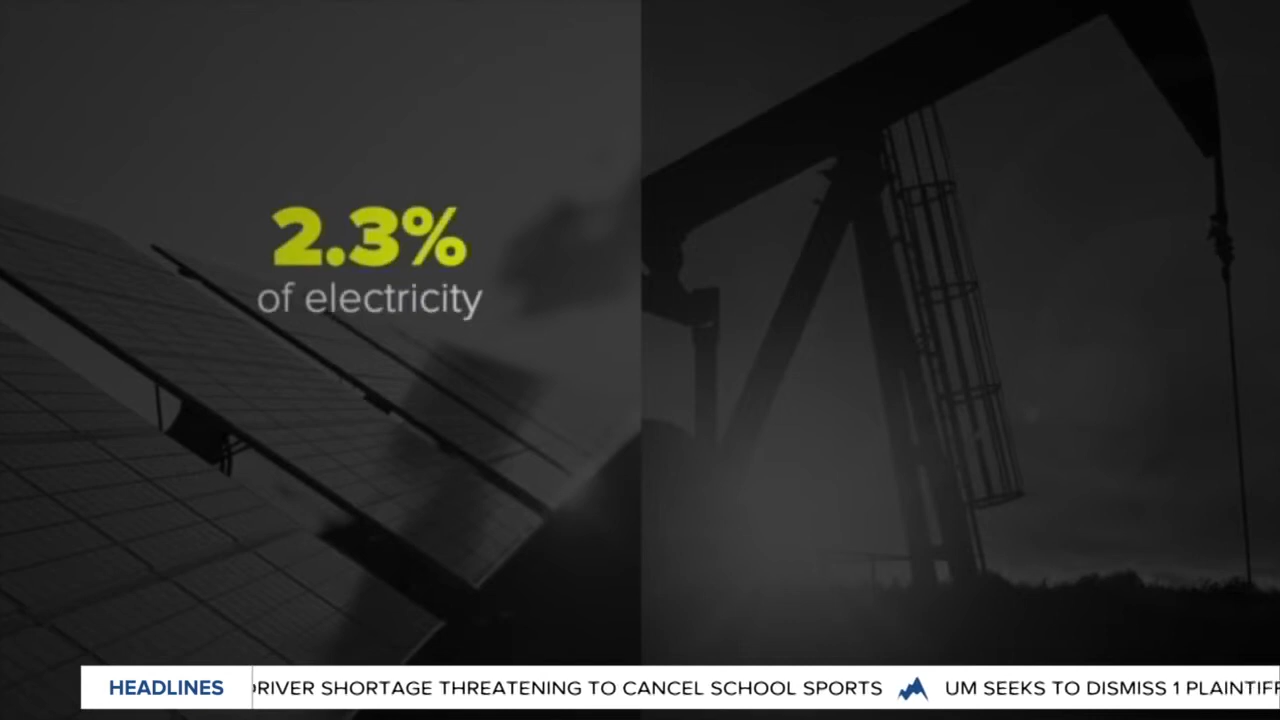 2.3%
of electricity
HEADLINES RIVER SHORTAGE THREATENING TO CANCEL SCHOOL SPORTS UM SEEKS TO DISMISS 1 PLAINTIFF